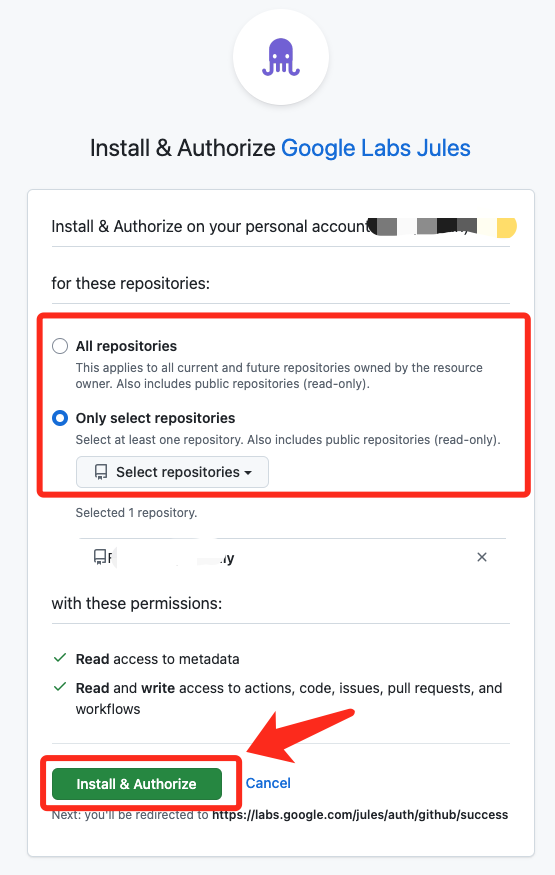 Install & Authorize Google Labs Jules
Install & Authorize on your personal account
for these repositories:
All repositories
This applies to all current and future repositories owned by the resource
owner. Also includes public repositories (read-only).
Only select repositories
Select at least one repository. Also includes public repositories (read-only).
Select repositories
Selected 1 repository.
with these permissions:
Read access to metadata
Read and write access to actions, code, issues, pull requests, and
workflows
Install & Authorize Cancel
Next: you'll be redirected to https://labs.google.com/jules/auth/github/success